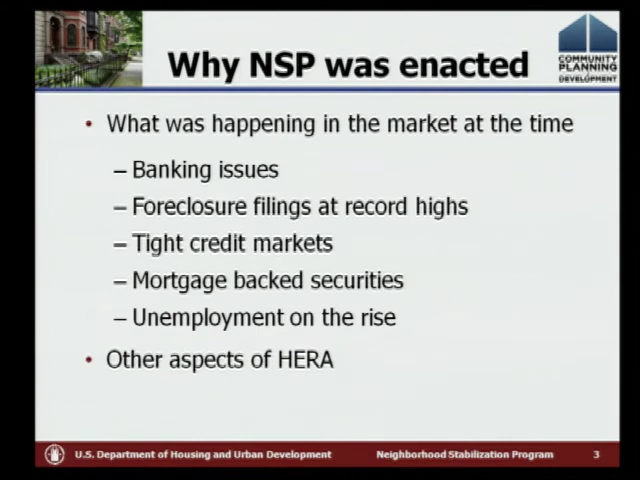 Why NSP was enacted
COMMUNITY
PLANNING
DEVELOPMENT
• What was happening in the market at the time
– Banking issues
– Foreclosure filings at record highs
– Tight credit markets
– Mortgage backed securities
– Unemployment on the rise
• Other aspects of HERA
U.S. Department of Housing and Urban Development Neighborhood Stabilization Program 3